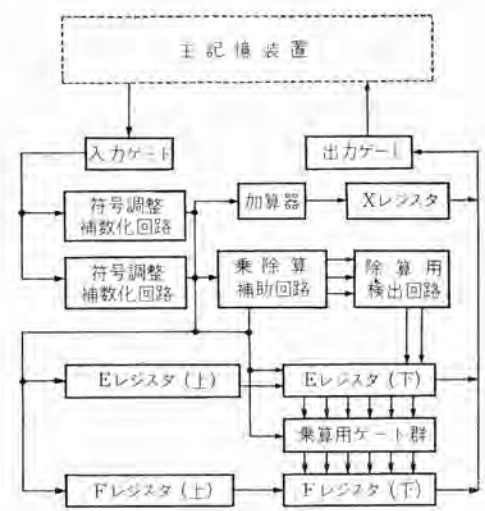 主記憶装置
入力ゲート
出力ゲート
符号調整
補数化回路
加算器
Xレジスタ
符号調整
補数化回路
乗除算
補助回路
除算用
検出回路
Eレジスタ(上)
Eレジスタ(下)
乗算用ゲート群
Fレジスタ(上)
Fレジスタ(下)